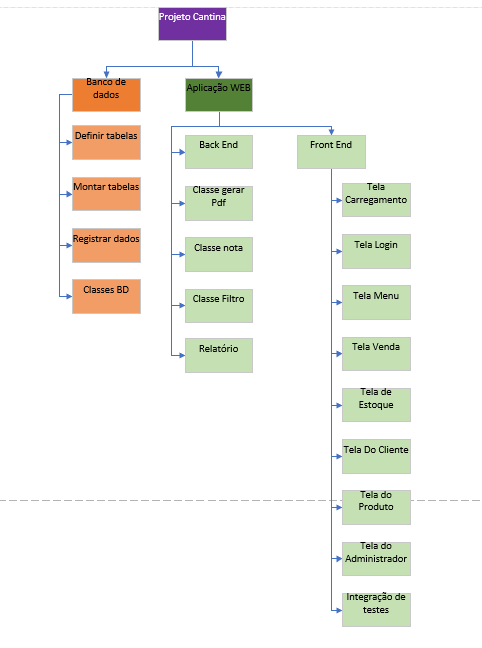 Projeto Cantina
Banco de
dados
Definir tabelas
Montar tabelas
Registrar dados
Classes BD
Aplicação WEB
Back End
Classe gerar
Pdf
Classe nota
Classe Filtro
Relatório
Front End
Tela
Carregamento
Tela Login
Tela Menu
Tela Venda
Tela de
Estoque
Tela Do Cliente
Tela do
Produto
Tela do
Administrador
Integração de
testes